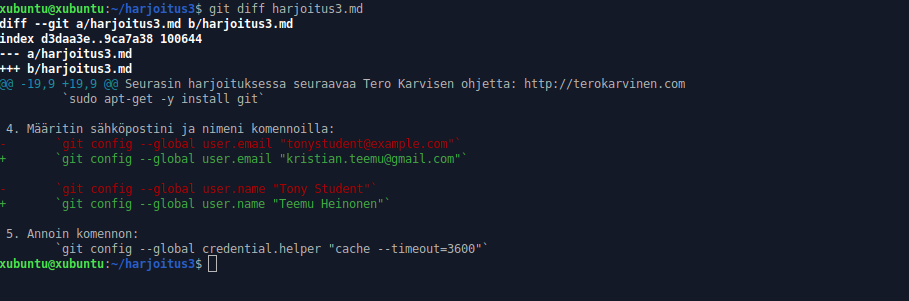 xubuntu@xubuntu:~/harjoitus3$ git diff harjoitus3.md
diff --git a/harjoitus3.md b/harjoitus3.md
index d3daa3e..9ca7a38 100644
--- a/harjoitus3.md
+++ b/harjoitus3.md
@@ -19,9 +19,9 @@ Seurasin harjoituksessa seuraavaa Tero Karvisen ohjetta: http://terokarvinen.com
        `sudo apt-get -y install git`
 4. Määritin sähköpostini ja nimeni komennoilla:
-       `git config --global user.email "tonystudent@example.com"`
+       `git config --global user.email "kristian.teemu@gmail.com"`
-       `git config --global user.name "Tony Student"`
+       `git config --global user.name "Teemu Heinonen"`
 5. Annoin komennon:
        `git config --global credential.helper "cache --timeout=3600"`
xubuntu@xubuntu:~/harjoitus3$